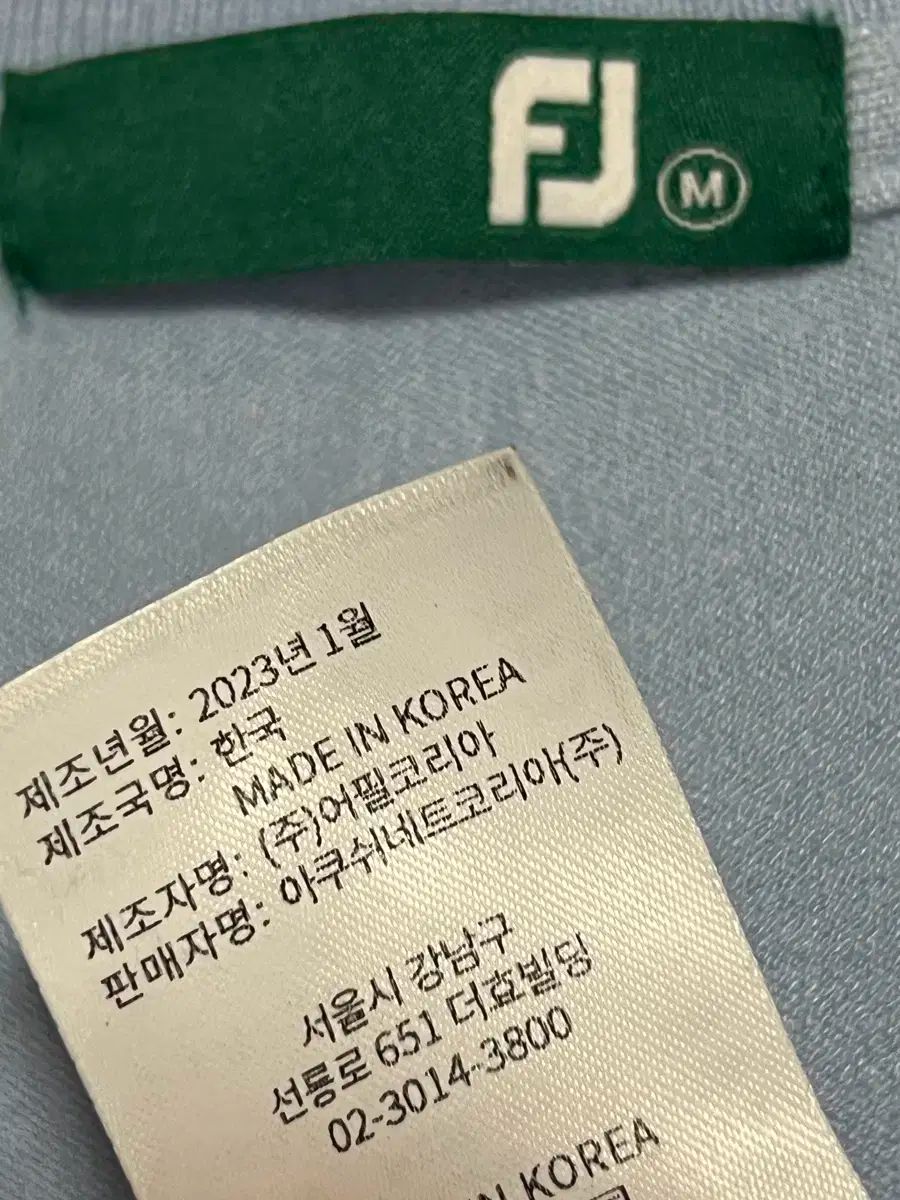 FJ M
제조년월: 2023년 1월
제조국명: 한국
MADE IN KOREA
제조자명: (주)어필코리아
판매자명: 아쿠쉬네트코리아(주)
서울시 강남구
선릉로 651 더효빌딩
02-3014-3800
IN KOREA